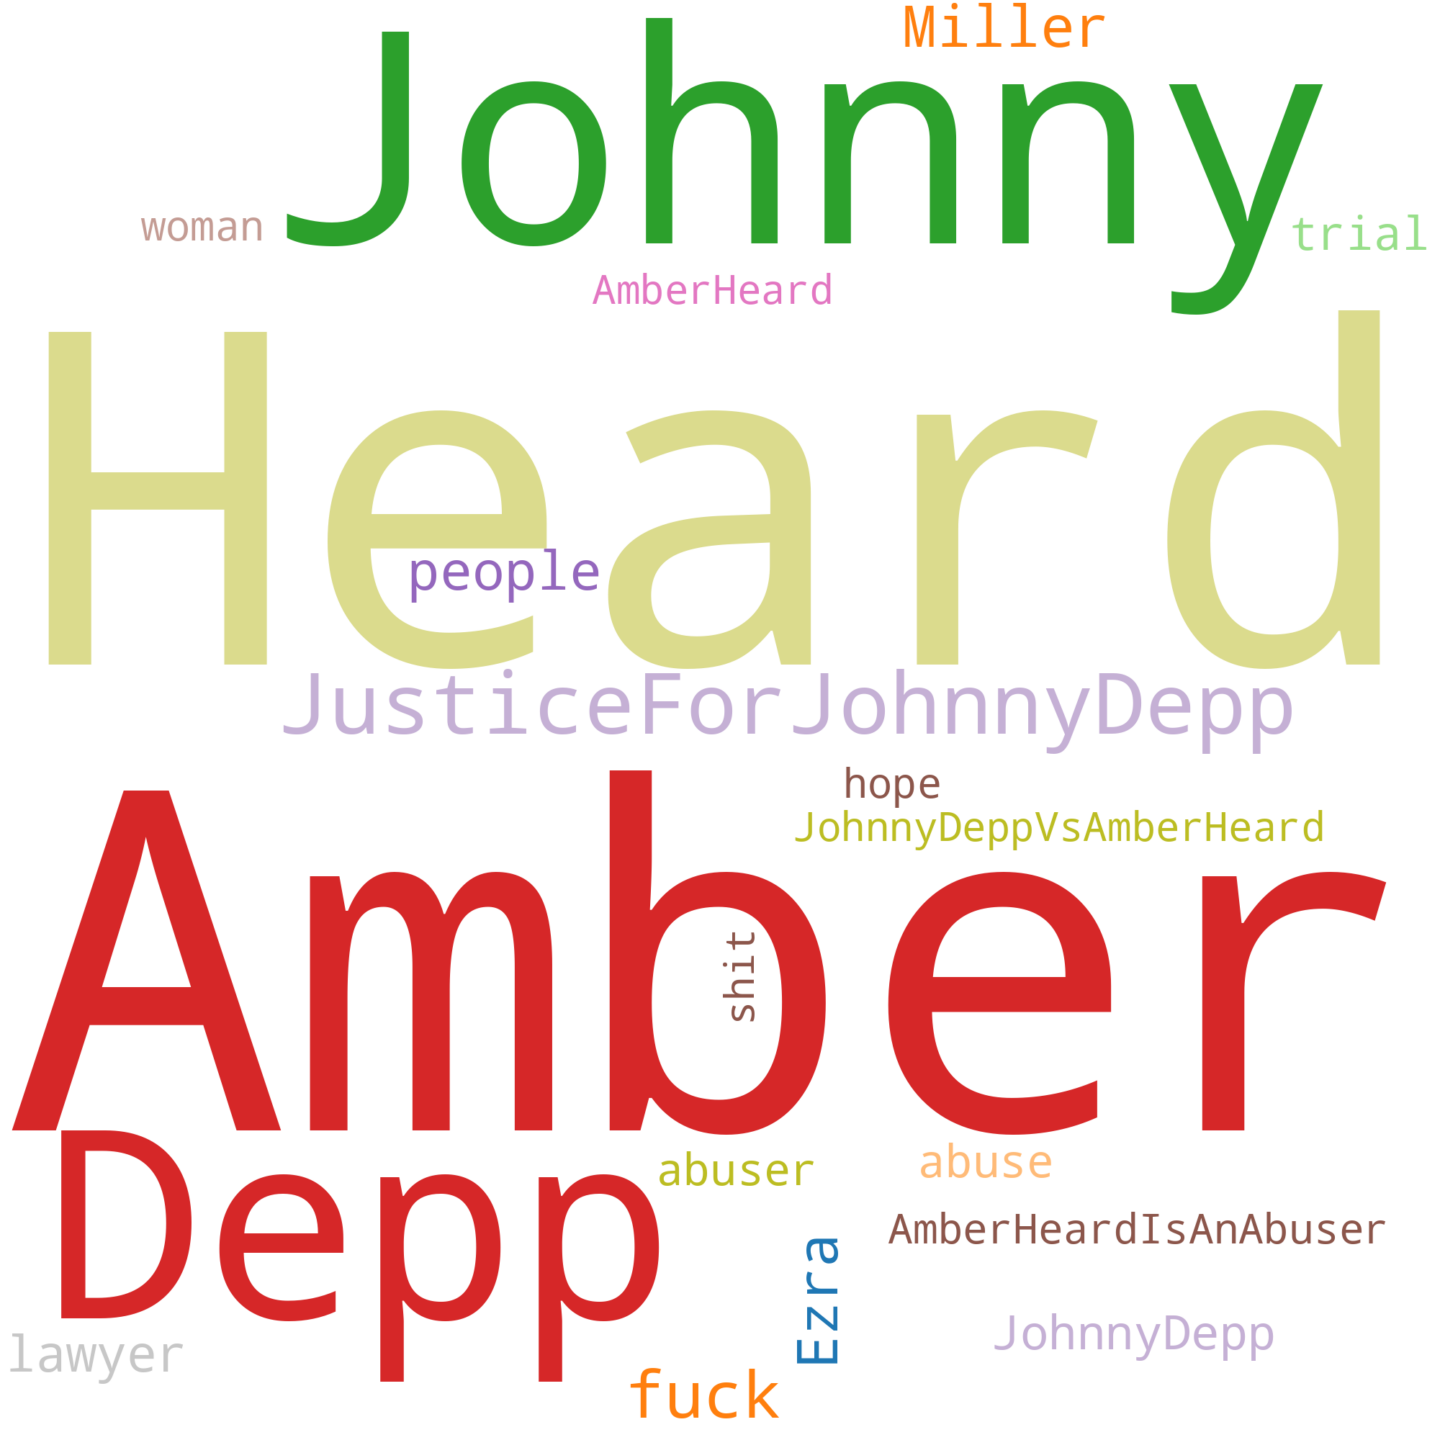 Miller
Johnny
woman
trial
AmberHeard
Heard
people
JusticeForJohnnyDepp
hope
JohnnyDeppVsAmberHeard
Amber
shit
Depp
abuser
abuse
AmberHeardIsAnAbuser
Ezra
JohnnyDepp
lawyer
fuck